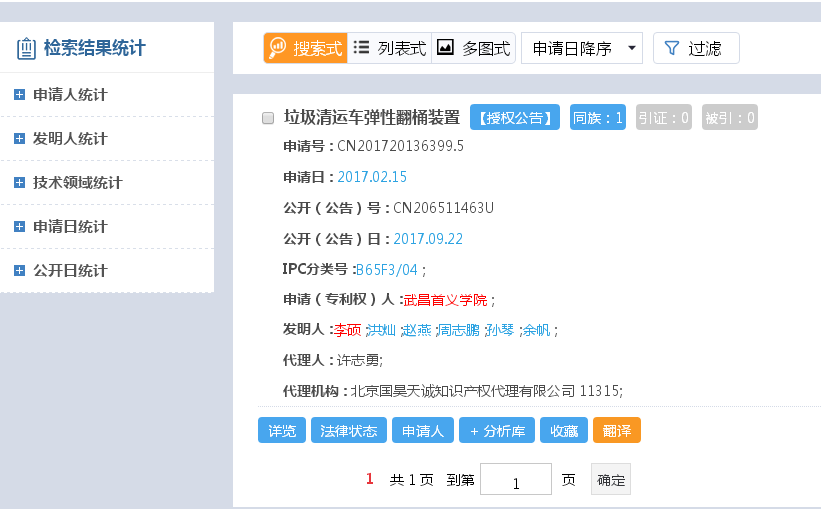 检索结果统计
申请人统计
发明人统计
技术领域统计
申请日统计
公开日统计
搜索式 列表式 多图式 申请日降序 过滤
垃圾清运车弹性翻桶装置 【授权公告】 同族：1 引证：0 被引：0
申请号：CN201720136399.5
申请日：2017.02.15
公开（公告）号：CN206511463U
公开（公告）日：2017.09.22
IPC分类号：B65F3/04；
申请（专利权）人：武昌首义学院；
发明人：李硕；洪灿；赵燕；周志鹏；孙琴；余帆；
代理人：许志勇;
代理机构：北京国昊天诚知识产权代理有限公司 11315;
详览 法律状态 申请人 + 分析库 收藏 翻译
1 共 1 页 到第 1 页 确定